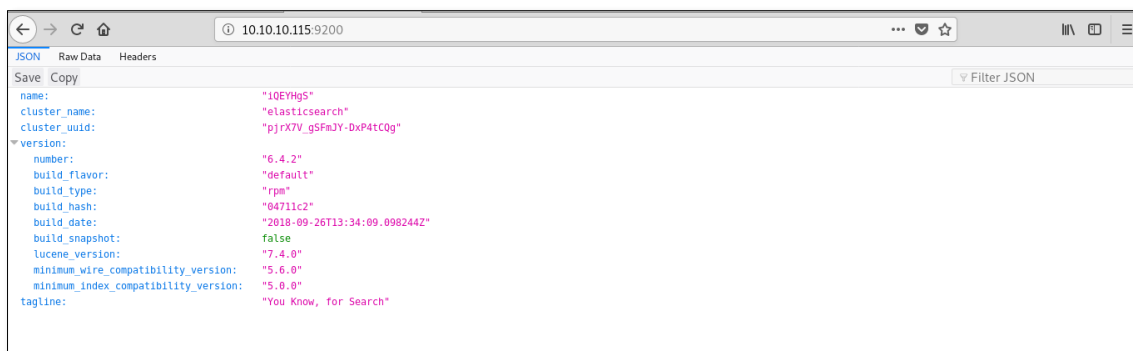 10.10.10.115:9200
JSON Raw Data Headers
Save Copy Filter JSON
name: "iQEYHgS"
cluster_name: "elasticsearch"
cluster_uuid: "pjrX7V_gSFmJY-DxP4tCQg"
version:
number: "6.4.2"
build_flavor: "default"
build_type: "rpm"
build_hash: "04711c2"
build_date: "2018-09-26T13:34:09.098244Z"
build_snapshot: false
lucene_version: "7.4.0"
minimum_wire_compatibility_version: "5.6.0"
minimum_index_compatibility_version: "5.0.0"
tagline: "You Know, for Search"